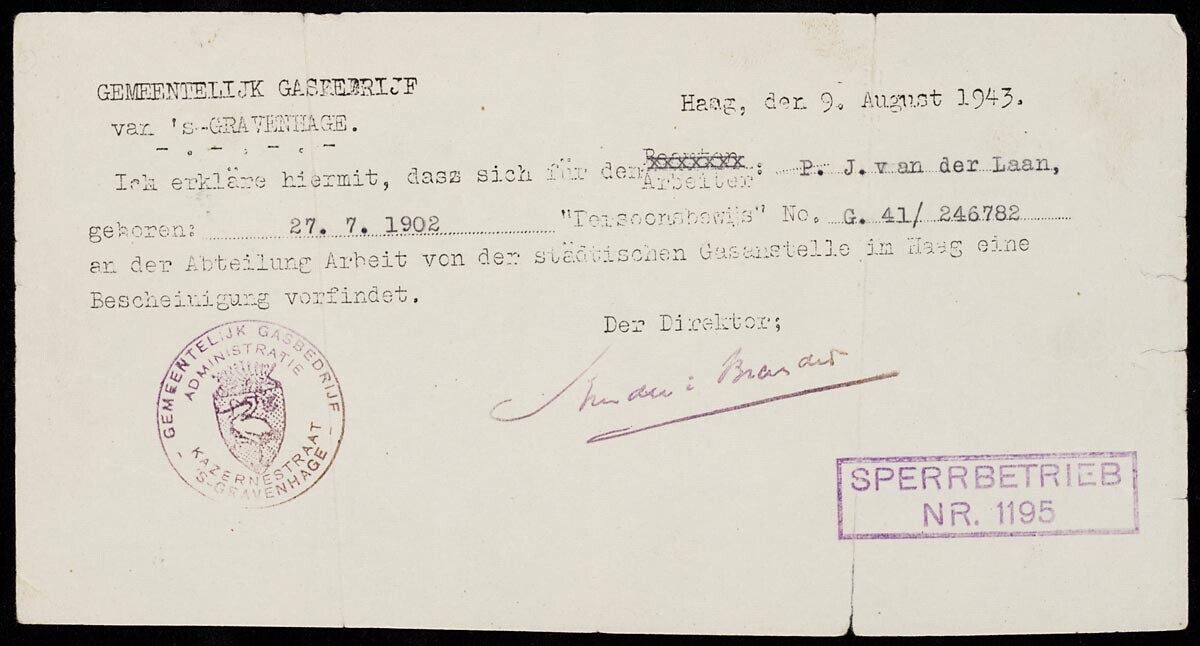 GEMEENTELIJK GASBEDRIJF
Haag, den 9. August 1943.
van 's-GRAVENHAGE.
Beamten
Ich erkläre hiermit, dasz sich für den Arbeiter: P. J. van der Laan,
geboren: 27. 7. 1902 "Persoonsbewijs" No. G. 41/ 246782
an der Abteilung Arbeit von der städtischen Gasanstelle im Haag eine
Bescheinigung vorfindet.
Der Direktor;
GEMEENTELIJK GASBEDRIJF
ADMINISTRATIE
KAZERNESTRAAT
'S-GRAVENHAGE
SPERRBETRIEB
NR. 1195